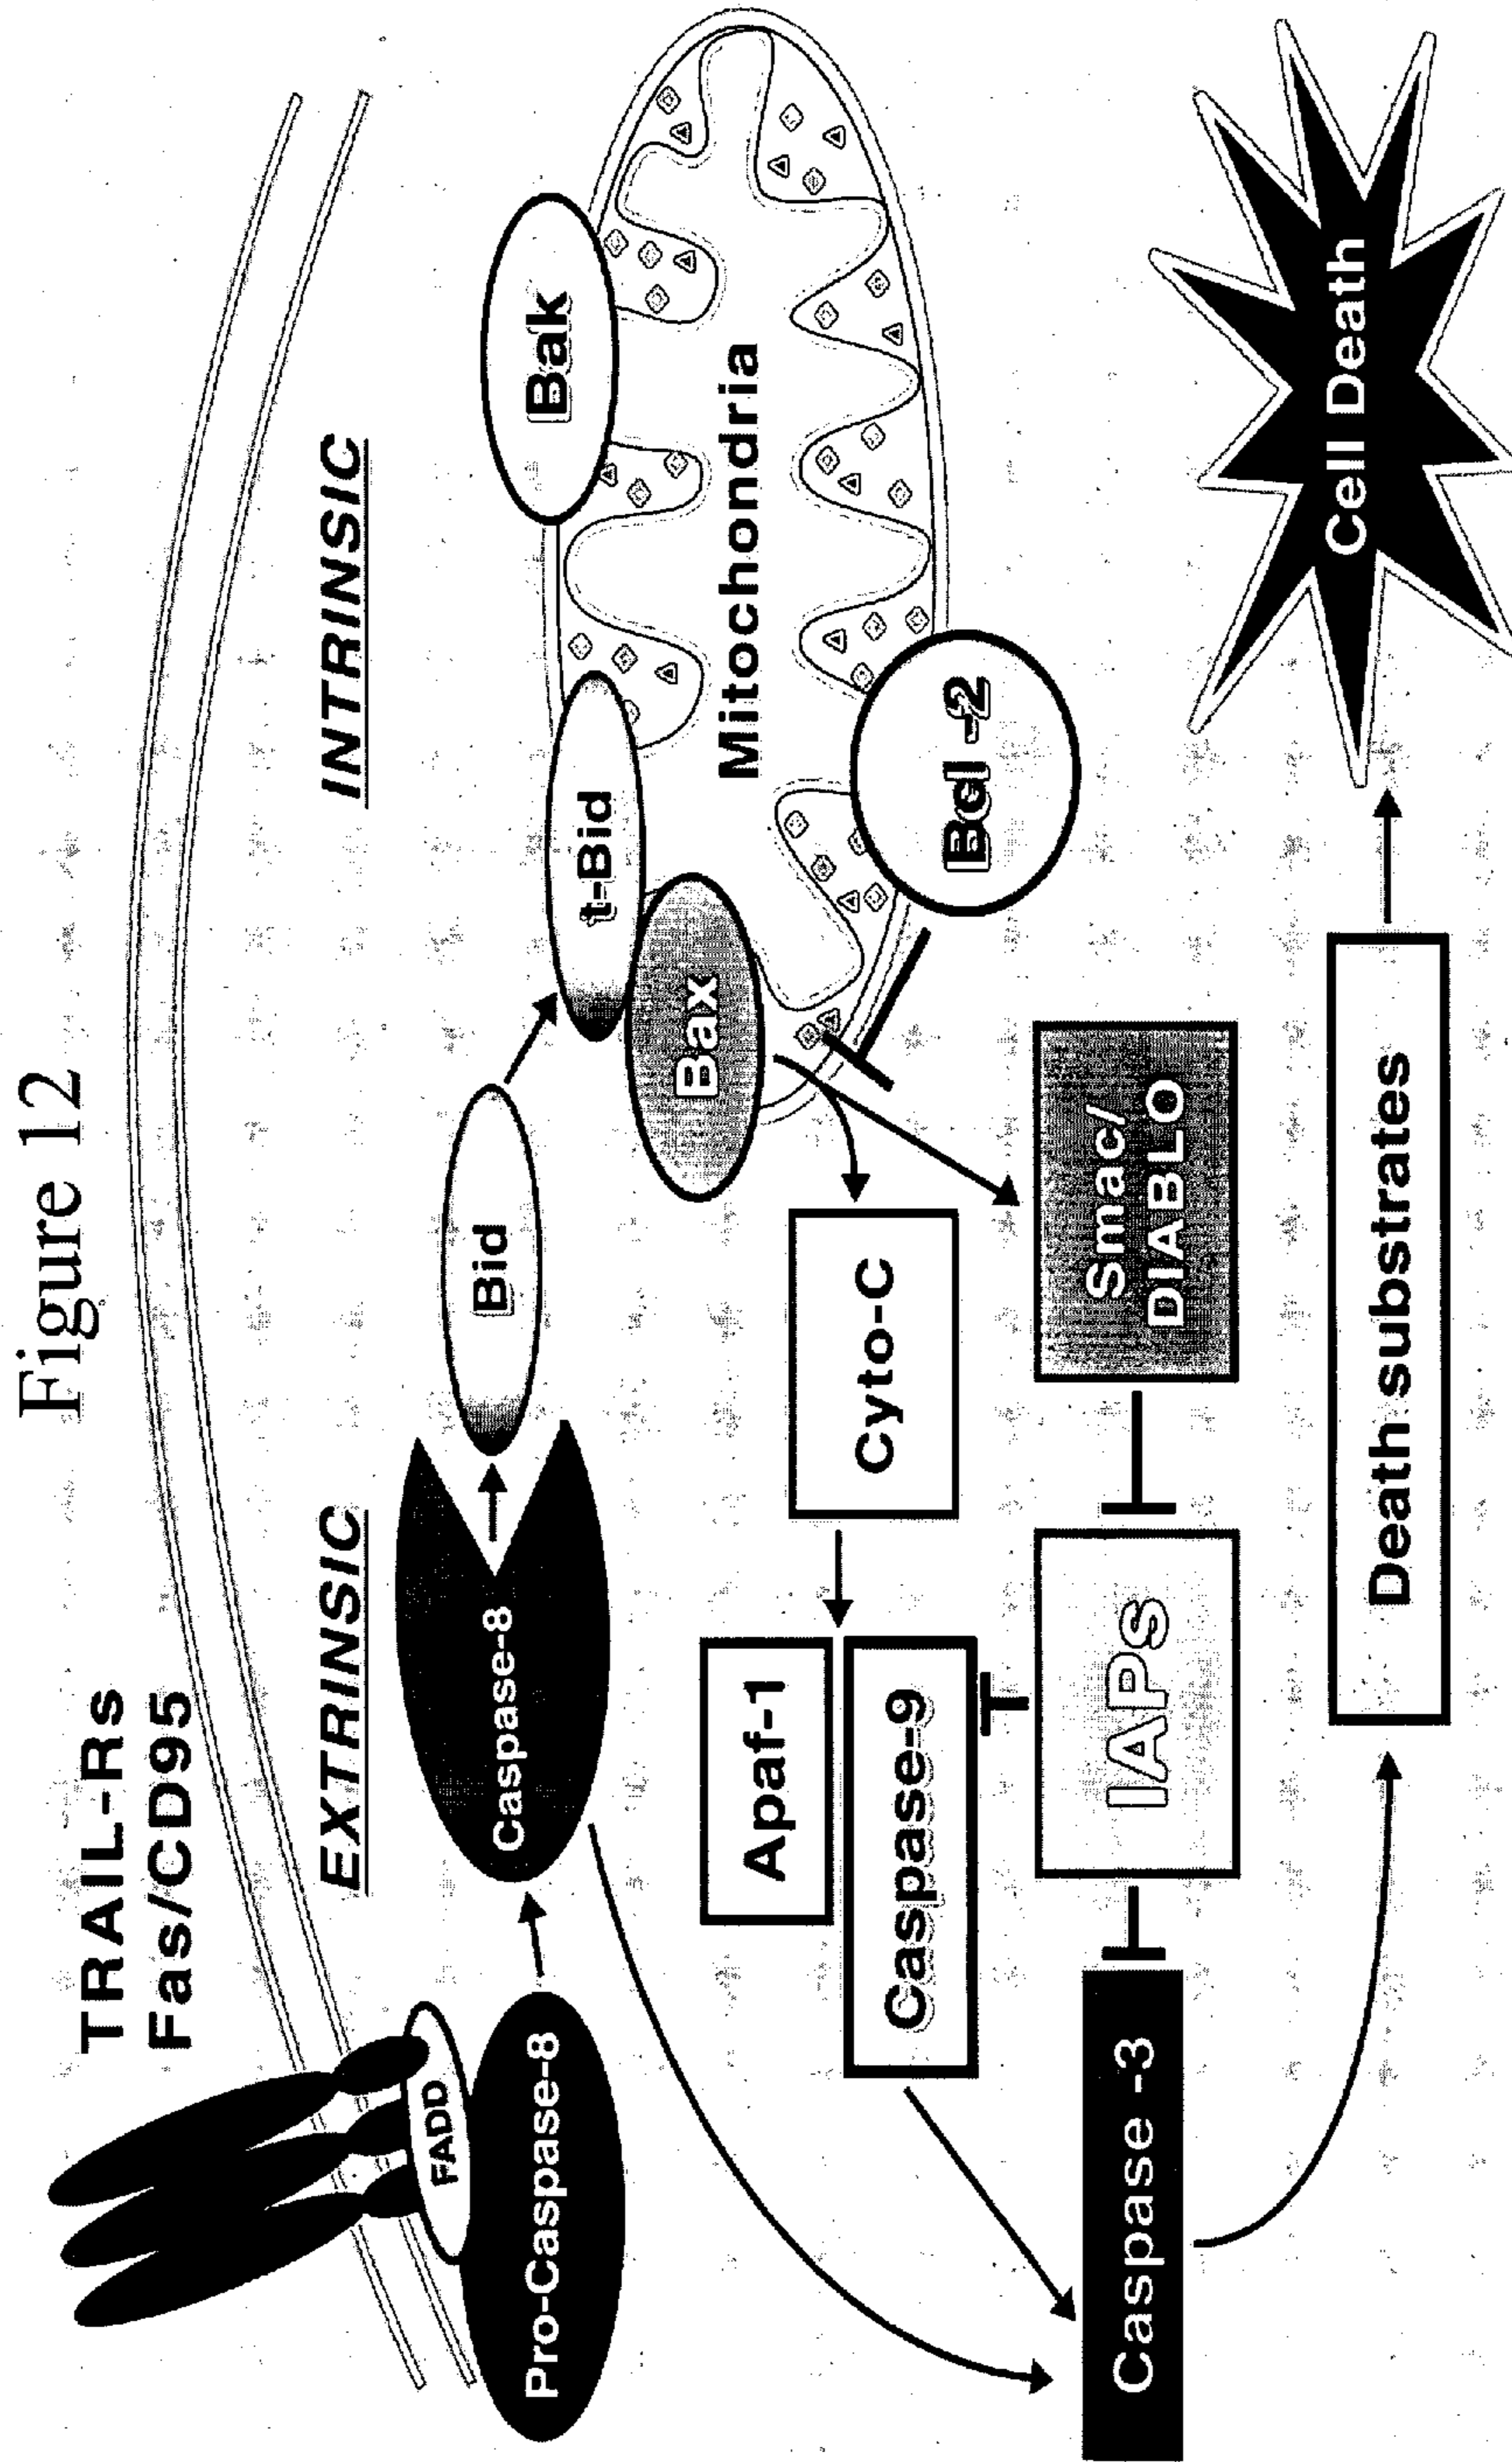 Figure 12
TRAIL-Rs
Fas/CD95
EXTRINSIC
INTRINSIC
FADD
Pro-Caspase-8
Caspase-8
Bid
t-Bid
Bak
Bax
Mitochondria
Bcl -2
Apaf-1
Caspase-9
Cyto-C
Caspase -3
IAPs
Smac/
DIABLO
Death substrates
Cell Death